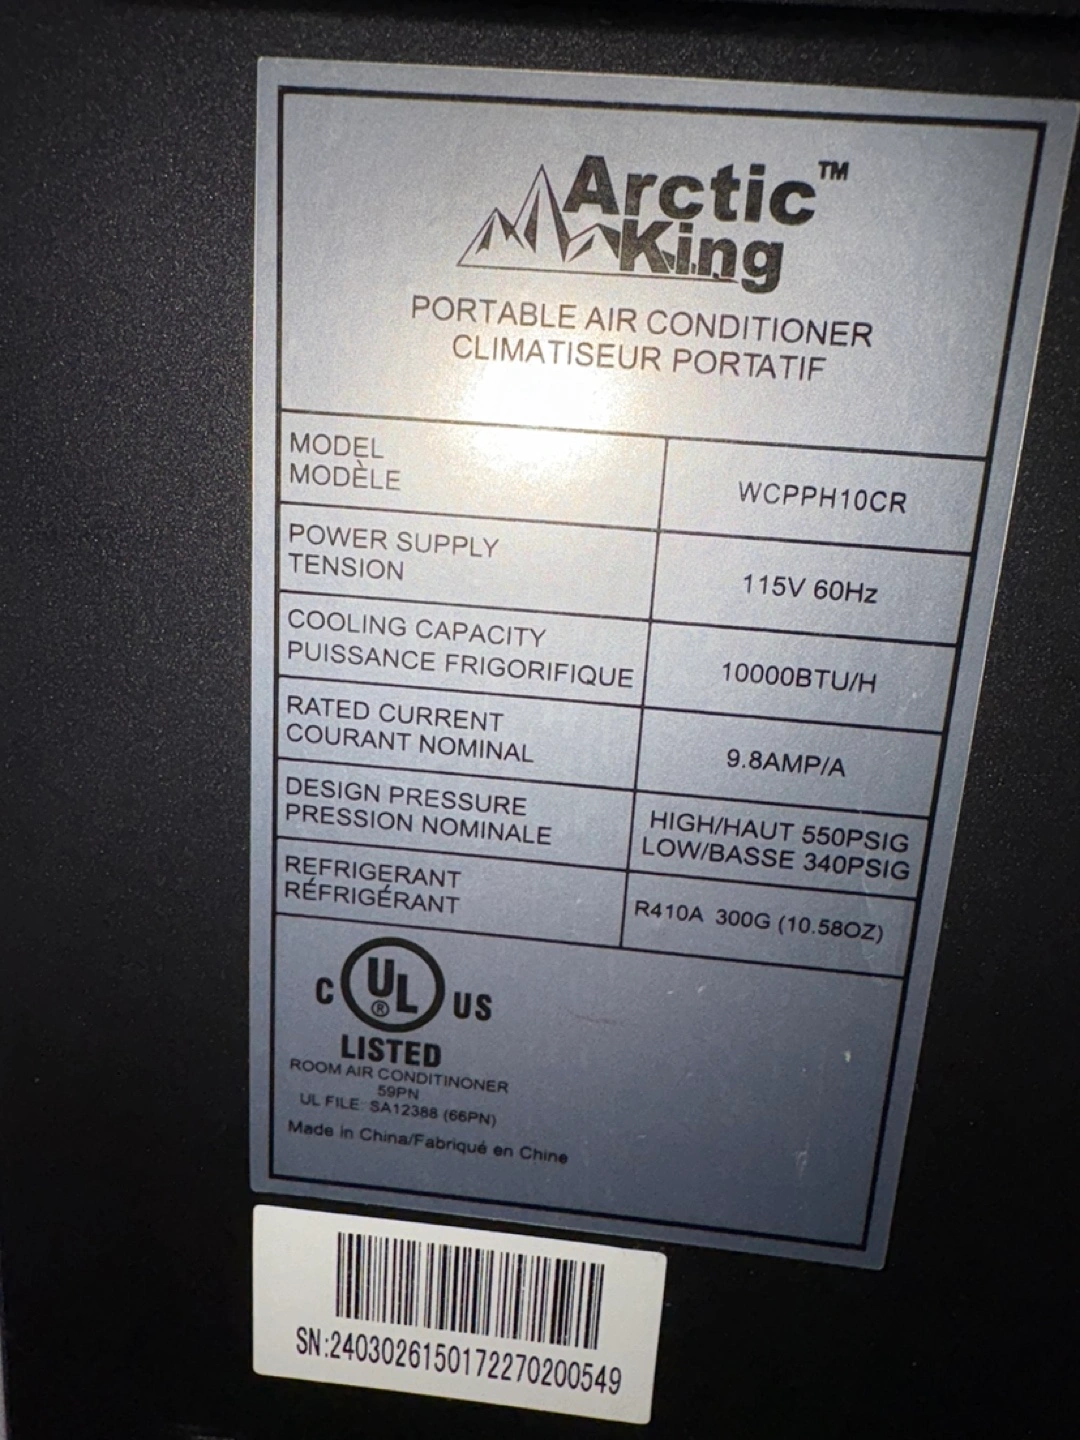 Arctic™
King
PORTABLE AIR CONDITIONER
CLIMATISEUR PORTATIF
MODEL
MODÈLE
WCPPH10CR
POWER SUPPLY
TENSION
115V 60Hz
COOLING CAPACITY
PUISSANCE FRIGORIFIQUE
10000BTU/H
RATED CURRENT
COURANT NOMINAL
9.8AMP/A
DESIGN PRESSURE
PRESSION NOMINALE
HIGH/HAUT 550PSIG
LOW/BASSE 340PSIG
REFRIGERANT
RÉFRIGÉRANT
R410A 300G (10.58OZ)
C UL® US
LISTED
ROOM AIR CONDITINONER
59PN
UL FILE: SA12388 (66PN)
Made in China/Fabriqué en Chine
SN:2403026150172270200549